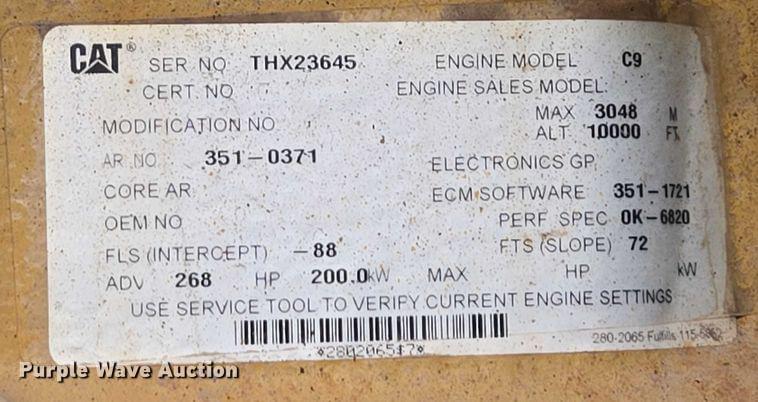 CAT® SER NO THX23645 ENGINE MODEL C9
CERT. NO ENGINE SALES MODEL:
MODIFICATION NO MAX 3048 M
ALT 10000 FT
AR NO 351-0371 ELECTRONICS GP
CORE AR ECM SOFTWARE 351-1721
OEM NO PERF SPEC 0K-6820
FLS (INTERCEPT) -88 FTS (SLOPE) 72
ADV 268 HP 200.0kW MAX HP kW
USE SERVICE TOOL TO VERIFY CURRENT ENGINE SETTINGS
280-2065 Fulfills
Purple Wave Auction